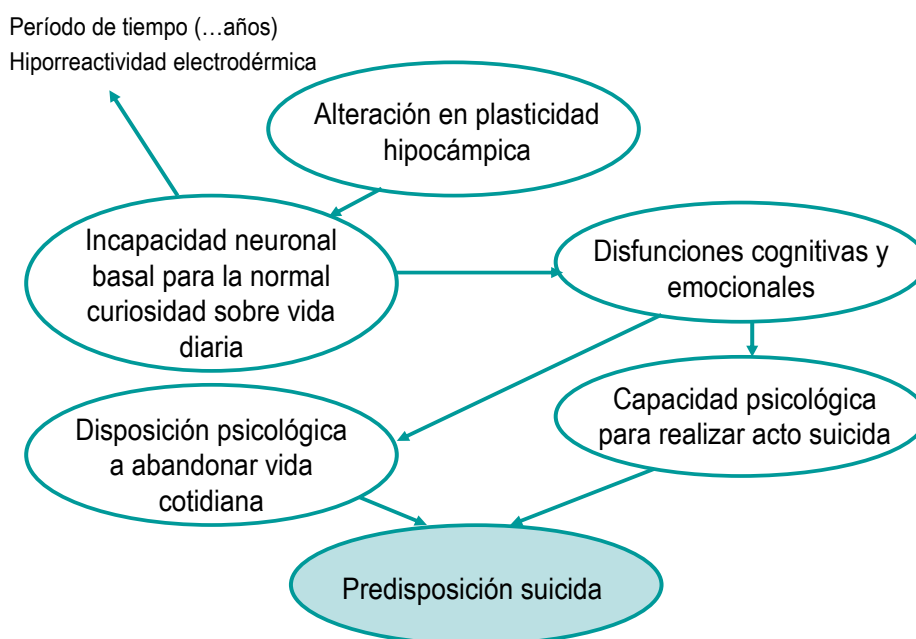 Período de tiempo (…años)
Hiporreactividad electrodérmica
Alteración en plasticidad
hipocámpica
Incapacidad neuronal
basal para la normal
curiosidad sobre vida
diaria
Disfunciones cognitivas y
emocionales
Disposición psicológica
a abandonar vida
cotidiana
Capacidad psicológica
para realizar acto suicida
Predisposición suicida